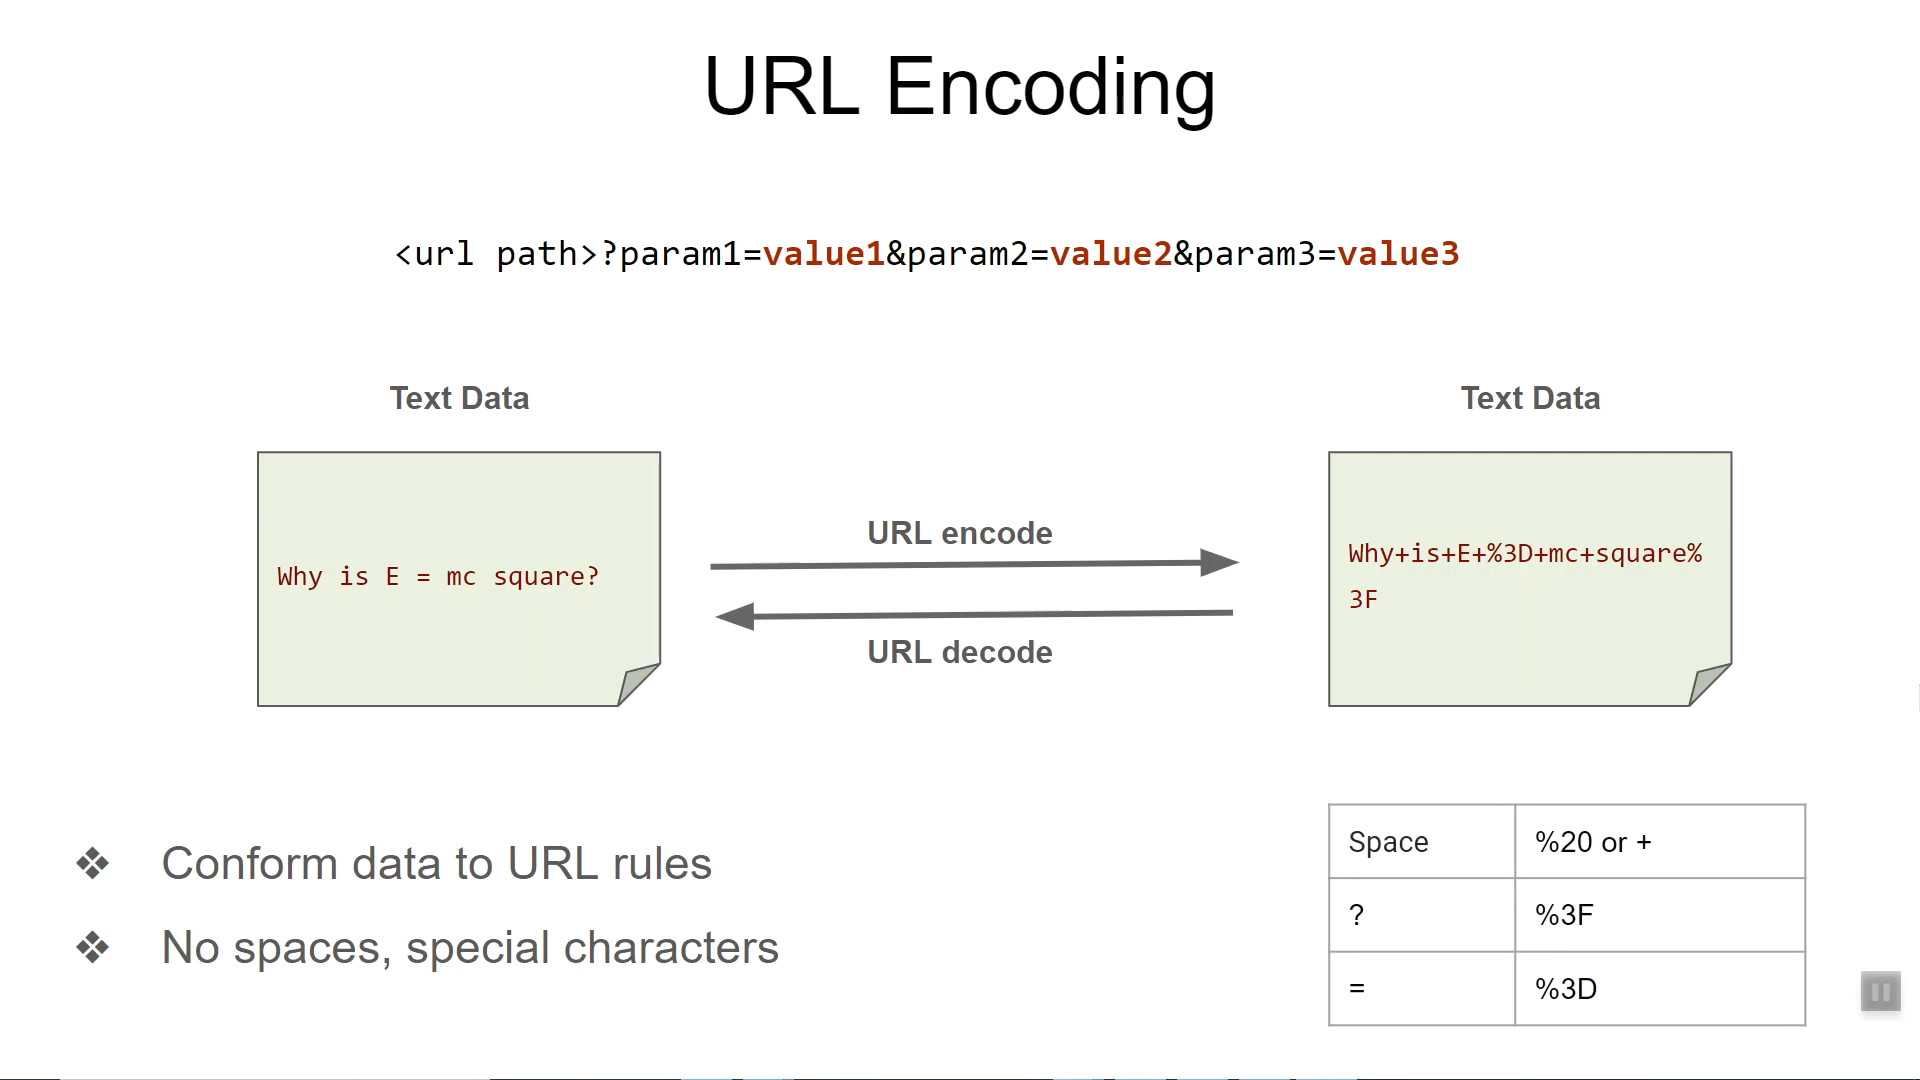 URL Encoding
<url path>?param1=value1&param2=value2&param3=value3
Text Data
Text Data
Why is E = mc square?
URL encode
URL decode
Why+is+E+%3D+mc+square%
3F
❖ Conform data to URL rules
❖ No spaces, special characters
Space %20 or +
? %3F
= %3D